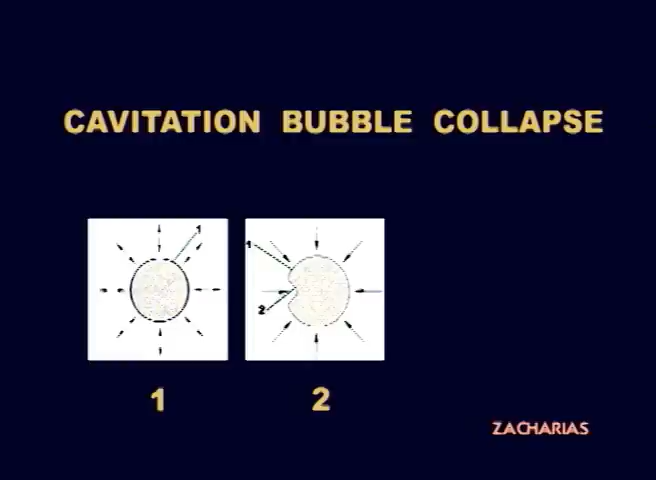 CAVITATION BUBBLE COLLAPSE
1
1
2
1 2
ZACHARIAS